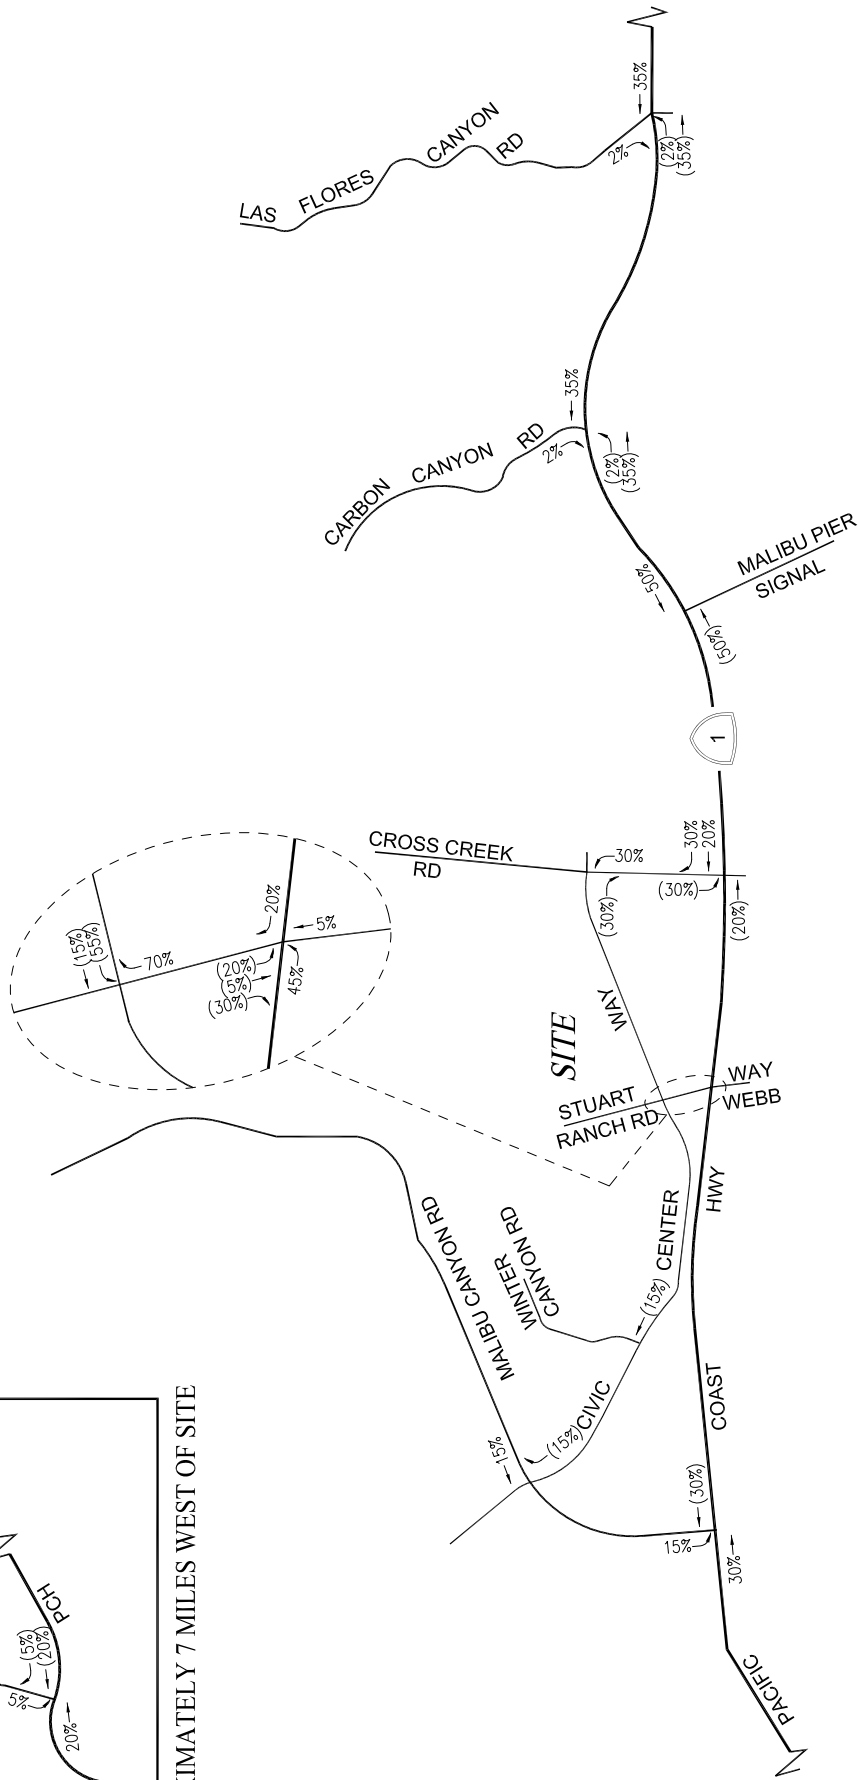 35%
(2%)
(35%)
2%
LAS FLORES CANYON RD
35%
2%
(2%)
(35%)
CARBON CANYON RD
50%
(50%)
MALIBU PIER
SIGNAL
1
CROSS CREEK
RD
30%
(30%)
30%
20%
(30%)
(20%)
20%
5%
(15%)
(55%)
70%
(20%)
(5%)
(30%)
45%
SITE
STUART
RANCH RD
WAY
WEBB
MALIBU CANYON RD
WINTER
CANYON RD
CIVIC CENTER WAY
(15%)
(15%)
15%
(30%)
15%
30%
PACIFIC COAST HWY
IMATELY 7 MILES WEST OF SITE
PCH
(5%)
(20%)
5%
20%